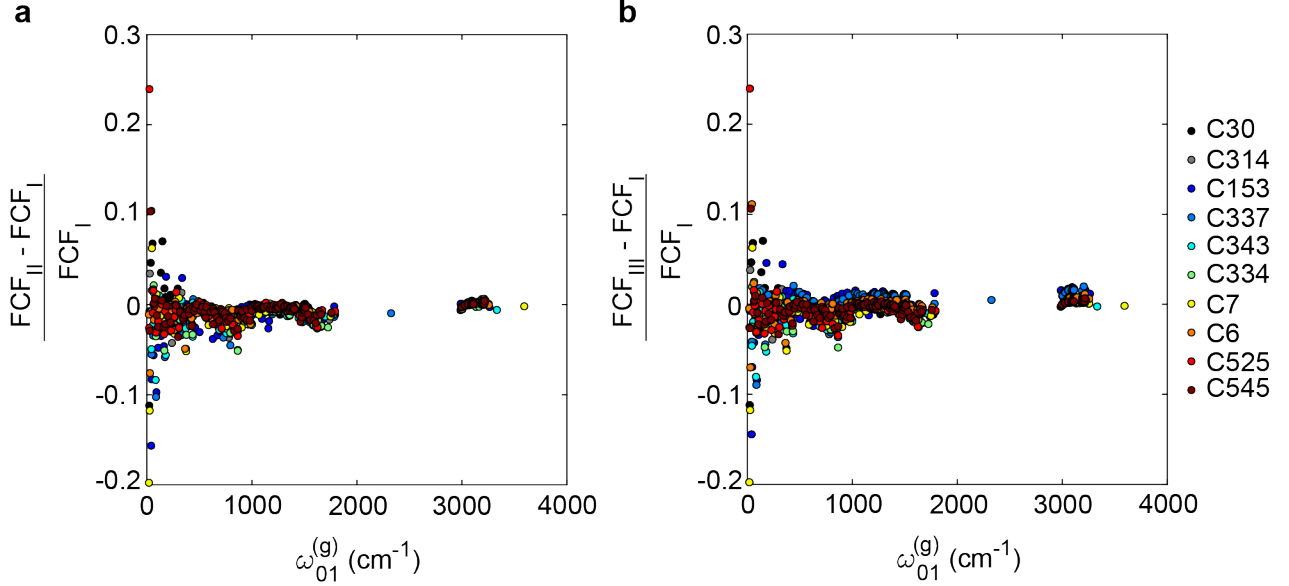 a
b
0.3
0.2
0.1
0
-0.1
-0.2
0
1000
2000
3000
4000
FCF_II - FCF_I
FCF_I
ω_01^(g) (cm^-1)
0.3
0.2
0.1
0
-0.1
-0.2
0
1000
2000
3000
4000
FCF_III - FCF_I
FCF_I
ω_01^(g) (cm^-1)
C30
C314
C153
C337
C343
C334
C7
C6
C525
C545